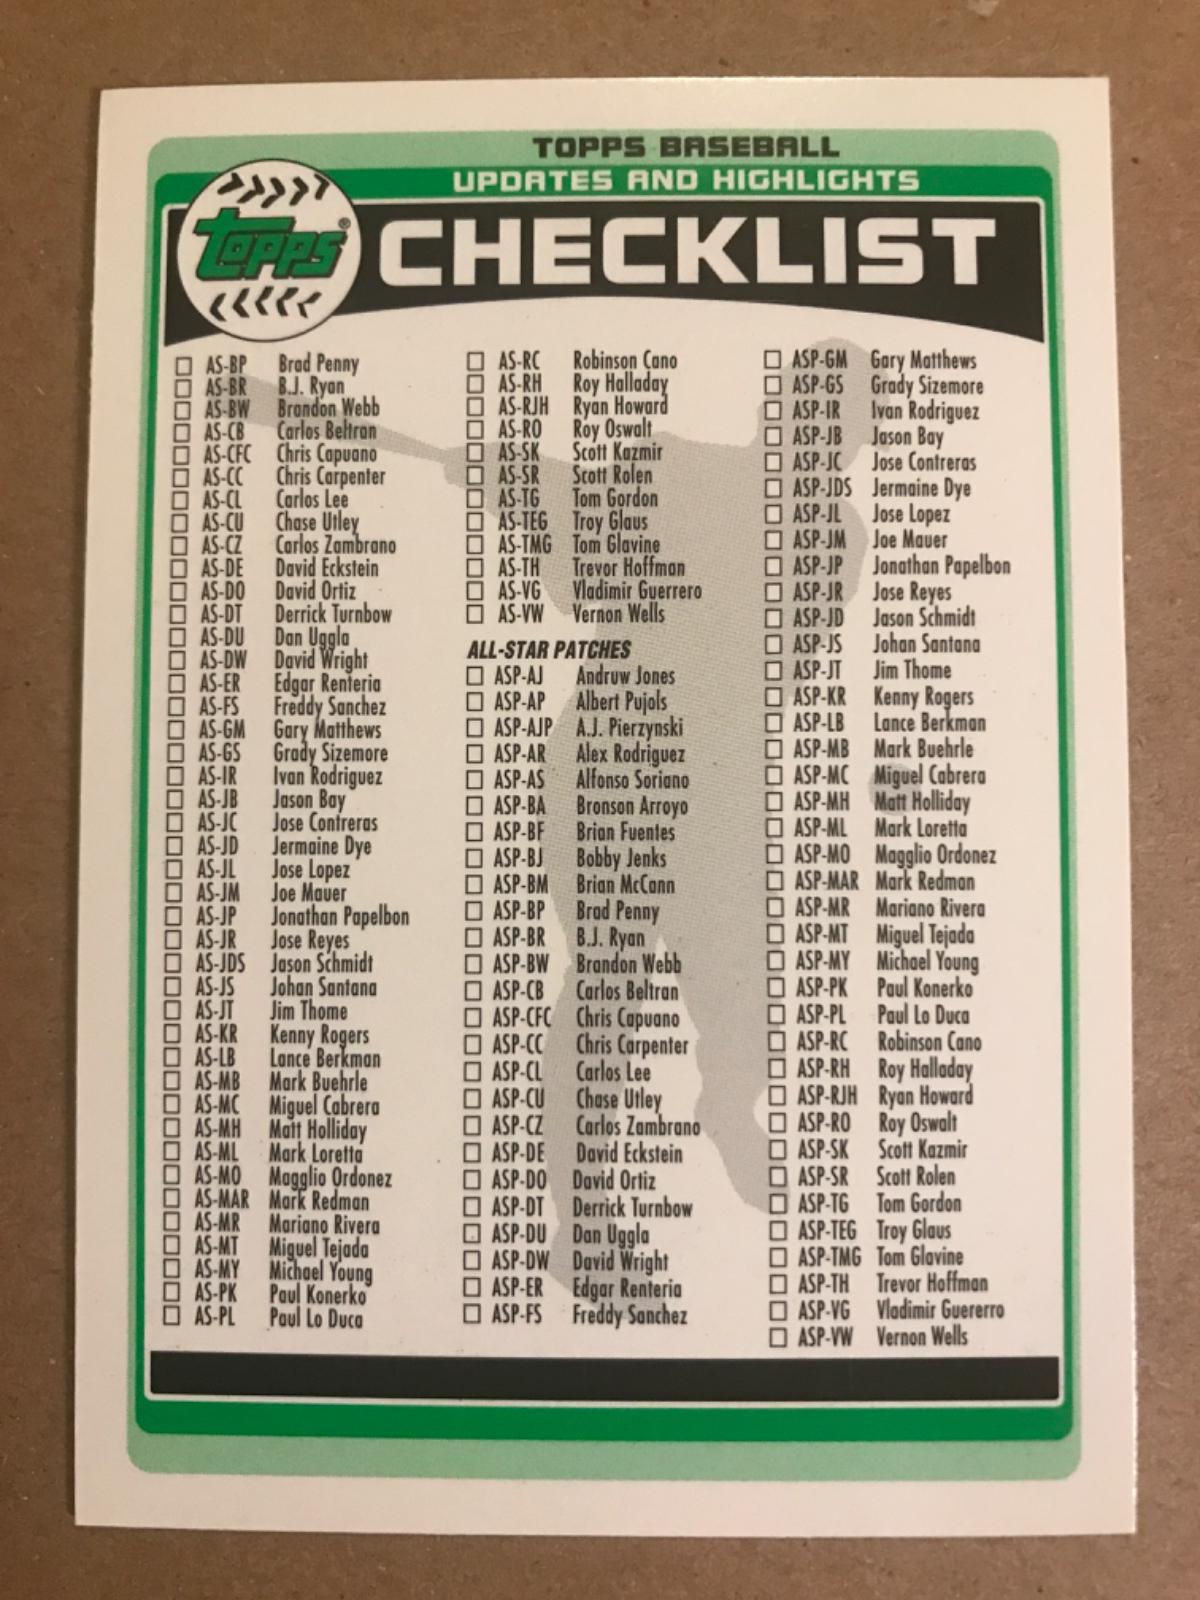 TOPPS BASEBALL
UPDATES AND HIGHLIGHTS
Topps®
CHECKLIST
AS-BP Brad Penny
AS-BR B.J. Ryan
AS-BW Brandon Webb
AS-CB Carlos Beltran
AS-CFC Chris Capuano
AS-CC Chris Carpenter
AS-CL Carlos Lee
AS-CU Chase Utley
AS-CZ Carlos Zambrano
AS-DE David Eckstein
AS-DO David Ortiz
AS-DT Derrick Turnbow
AS-DU Dan Uggla
AS-DW David Wright
AS-ER Edgar Renteria
AS-FS Freddy Sanchez
AS-GM Gary Matthews
AS-GS Grady Sizemore
AS-IR Ivan Rodriguez
AS-JB Jason Bay
AS-JC Jose Contreras
AS-JD Jermaine Dye
AS-JL Jose Lopez
AS-JM Joe Mauer
AS-JP Jonathan Papelbon
AS-JR Jose Reyes
AS-JDS Jason Schmidt
AS-JS Johan Santana
AS-JT Jim Thome
AS-KR Kenny Rogers
AS-LB Lance Berkman
AS-MB Mark Buehrle
AS-MC Miguel Cabrera
AS-MH Matt Holliday
AS-ML Mark Loretta
AS-MO Magglio Ordonez
AS-MAR Mark Redman
AS-MR Mariano Rivera
AS-MT Miguel Tejada
AS-MY Michael Young
AS-PK Paul Konerko
AS-PL Paul Lo Duca
AS-RC Robinson Cano
AS-RH Roy Halladay
AS-RJH Ryan Howard
AS-RO Roy Oswalt
AS-SK Scott Kazmir
AS-SR Scott Rolen
AS-TG Tom Gordon
AS-TEG Troy Glaus
AS-TMG Tom Glavine
AS-TH Trevor Hoffman
AS-VG Vladimir Guerrero
AS-VW Vernon Wells
ALL-STAR PATCHES
ASP-AJ Andruw Jones
ASP-AP Albert Pujols
ASP-AJP A.J. Pierzynski
ASP-AR Alex Rodriguez
ASP-AS Alfonso Soriano
ASP-BA Bronson Arroyo
ASP-BF Brian Fuentes
ASP-BJ Bobby Jenks
ASP-BM Brian McCann
ASP-BP Brad Penny
ASP-BR B.J. Ryan
ASP-BW Brandon Webb
ASP-CB Carlos Beltran
ASP-CFC Chris Capuano
ASP-CC Chris Carpenter
ASP-CL Carlos Lee
ASP-CU Chase Utley
ASP-CZ Carlos Zambrano
ASP-DE David Eckstein
ASP-DO David Ortiz
ASP-DT Derrick Turnbow
ASP-DU Dan Uggla
ASP-DW David Wright
ASP-ER Edgar Renteria
ASP-FS Freddy Sanchez
ASP-GM Gary Matthews
ASP-GS Grady Sizemore
ASP-IR Ivan Rodriguez
ASP-JB Jason Bay
ASP-JC Jose Contreras
ASP-JDS Jermaine Dye
ASP-JL Jose Lopez
ASP-JM Joe Mauer
ASP-JP Jonathan Papelbon
ASP-JR Jose Reyes
ASP-JD Jason Schmidt
ASP-JS Johan Santana
ASP-JT Jim Thome
ASP-KR Kenny Rogers
ASP-LB Lance Berkman
ASP-MB Mark Buehrle
ASP-MC Miguel Cabrera
ASP-MH Matt Holliday
ASP-ML Mark Loretta
ASP-MO Magglio Ordonez
ASP-MAR Mark Redman
ASP-MR Mariano Rivera
ASP-MT Miguel Tejada
ASP-MY Michael Young
ASP-PK Paul Konerko
ASP-PL Paul Lo Duca
ASP-RC Robinson Cano
ASP-RH Roy Halladay
ASP-RJH Ryan Howard
ASP-RO Roy Oswalt
ASP-SK Scott Kazmir
ASP-SR Scott Rolen
ASP-TG Tom Gordon
ASP-TEG Troy Glaus
ASP-TMG Tom Glavine
ASP-TH Trevor Hoffman
ASP-VG Vladimir Guererro
ASP-VW Vernon Wells